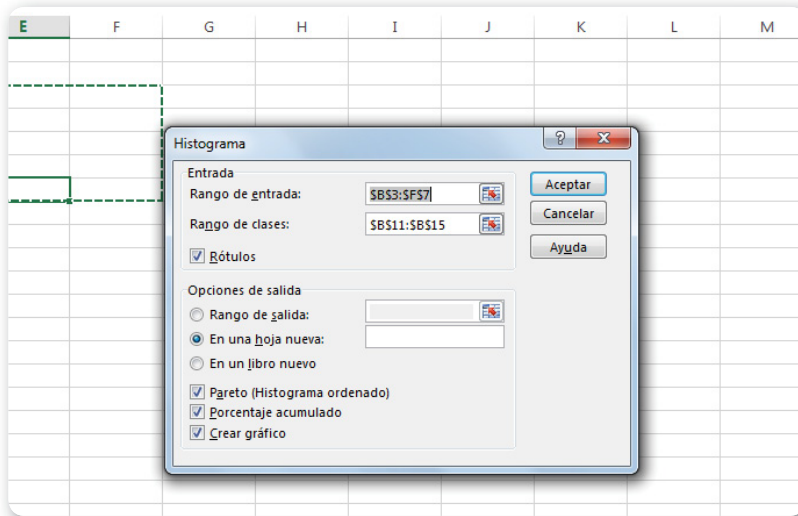 E F G H I J K L M
Histograma
Entrada
Rango de entrada: $B$3:$F$7
Rango de clases: $B$11:$B$15
Rótulos
Aceptar
Cancelar
Ayuda
Opciones de salida
Rango de salida:
En una hoja nueva:
En un libro nuevo
Pareto (Histograma ordenado)
Porcentaje acumulado
Crear gráfico